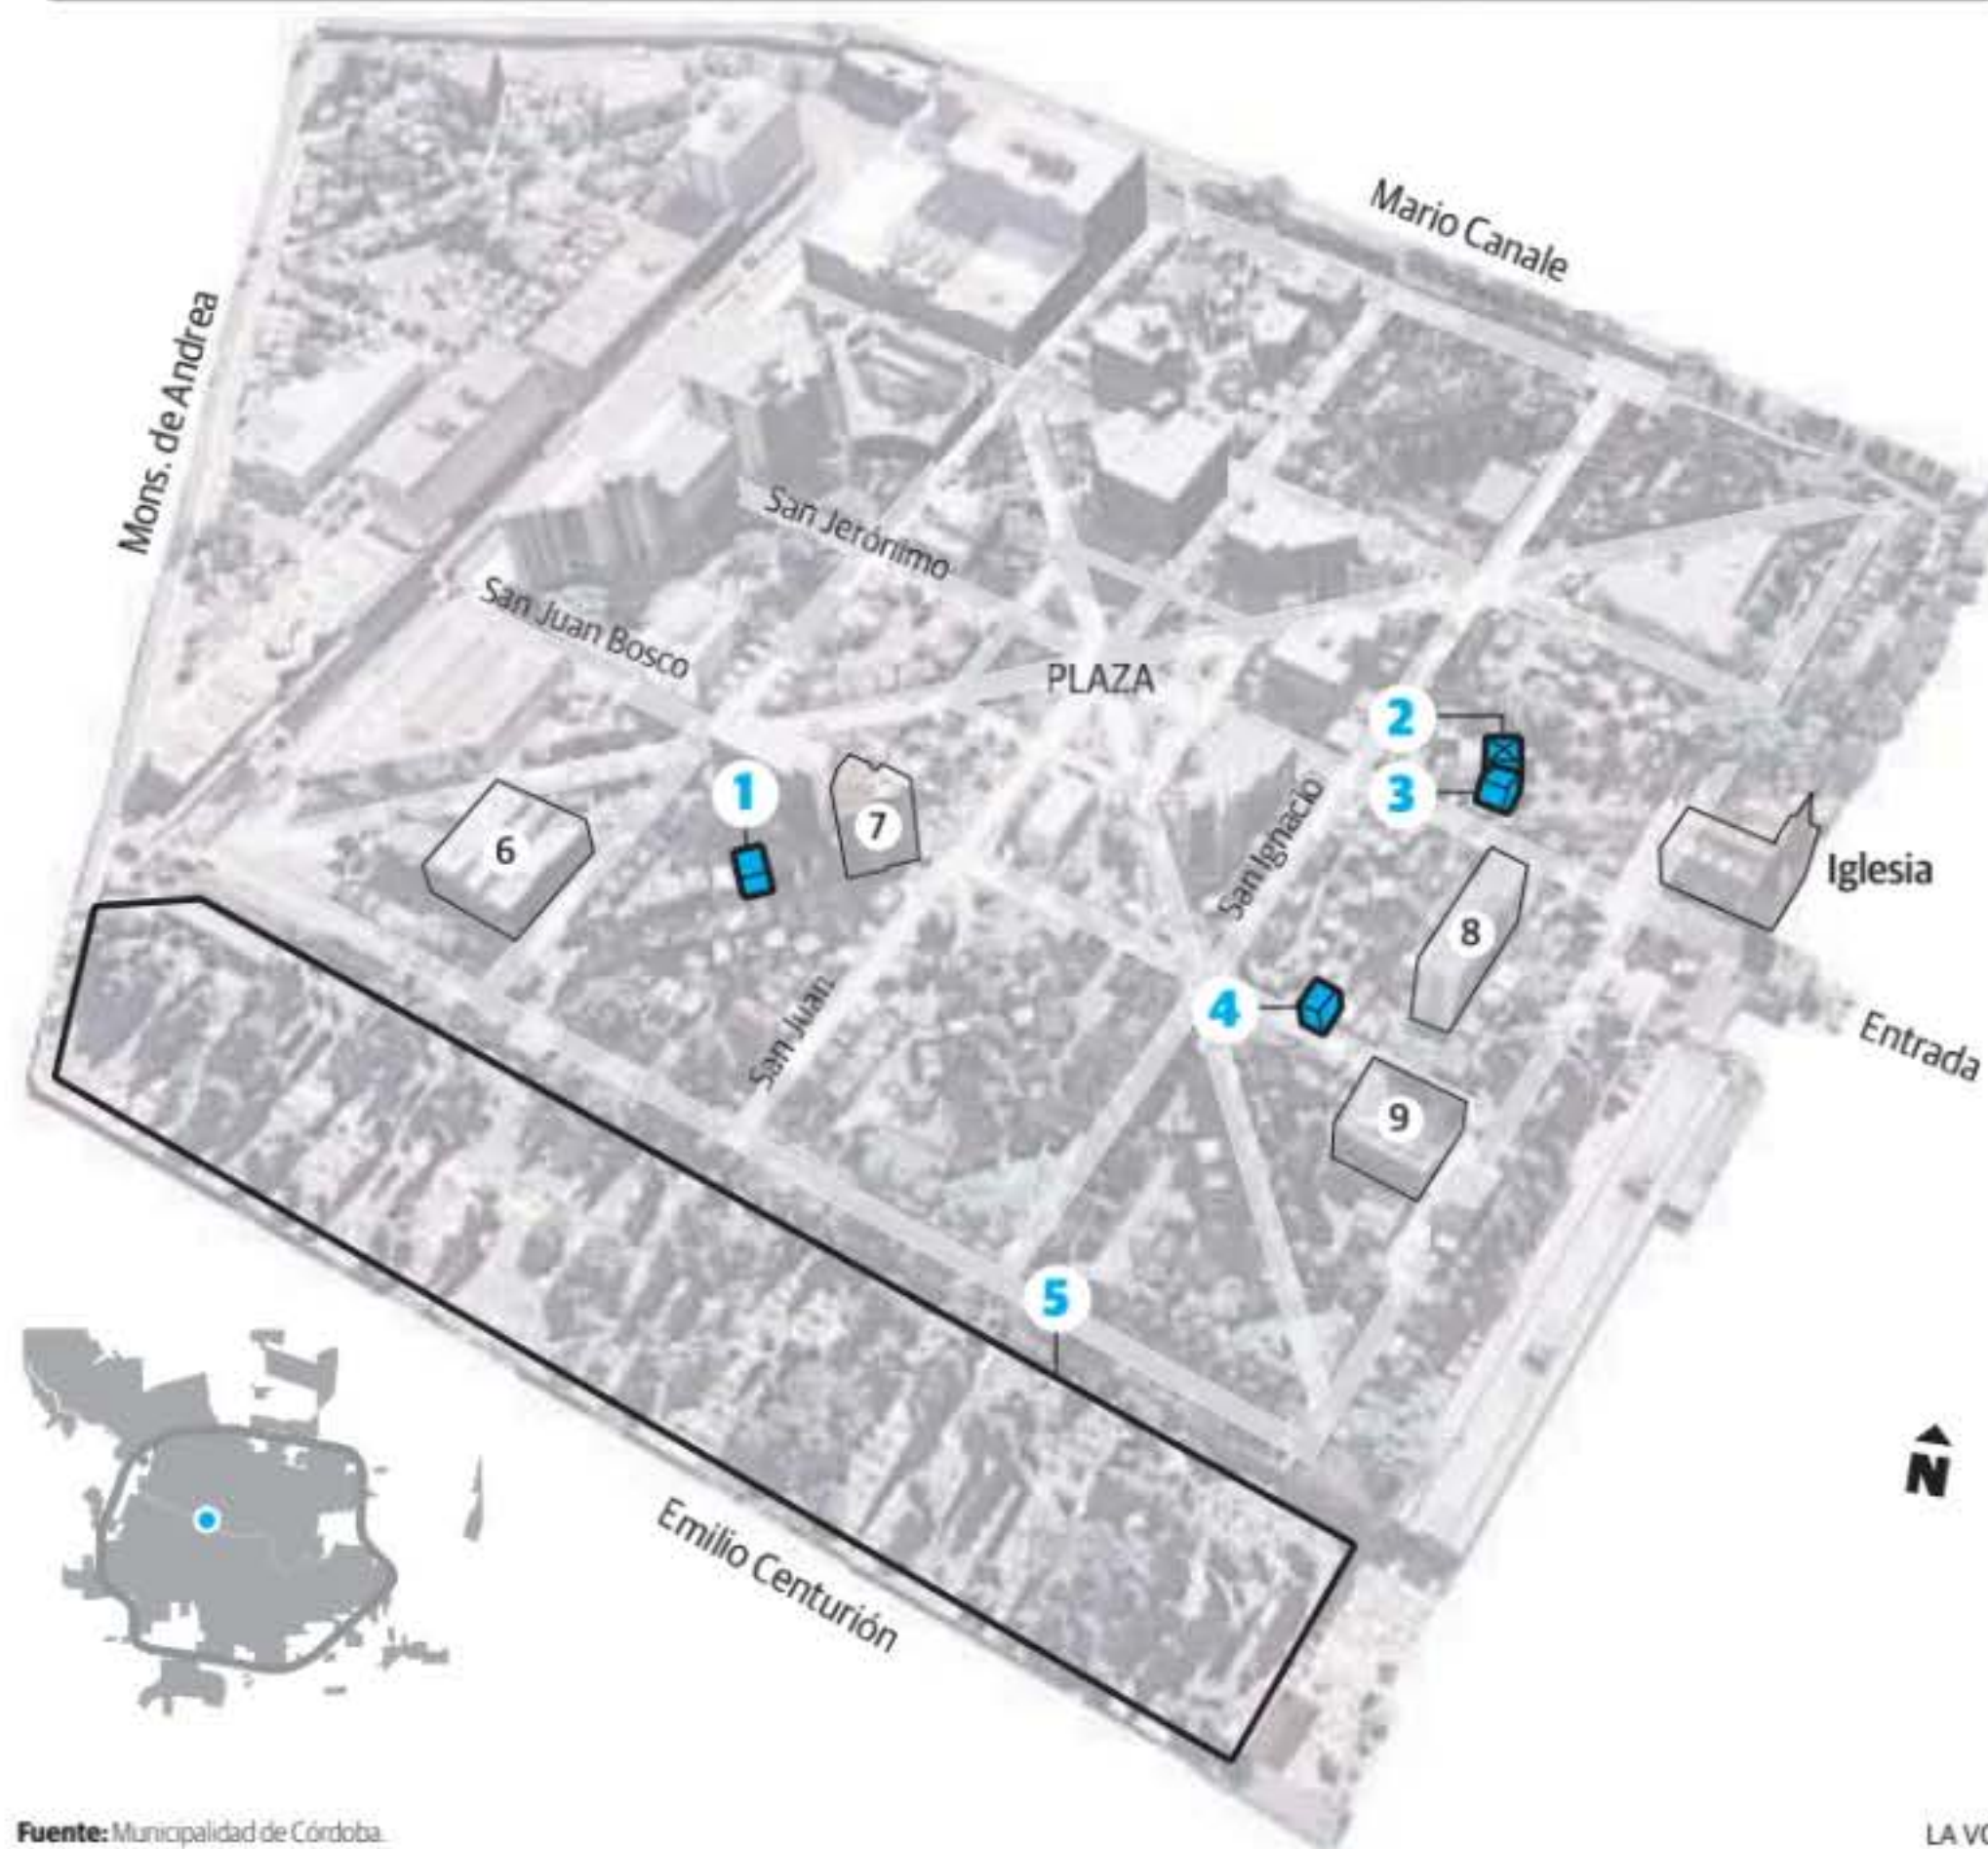 Mario Canale
Mons. de Andrea
San Jerónimo
San Juan Bosco
PLAZA
2
1
3
San Ignacio
7
6
Iglesia
8
4
San Juan
Entrada
9
5
N
Emilio Centurión
Fuente: Municipalidad de Córdoba.
LA VO